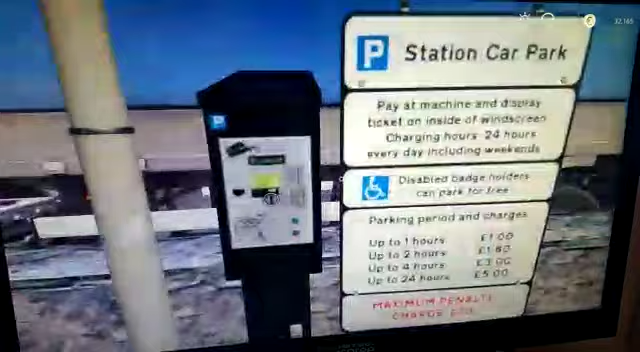 P Station Car Park
Pay at machine and display
ticket on inside of windscreen
Charging hours 24 hours
every day including weekends
Disabled badge holders
can park for free
Parking period and charges
Up to 1 hours £1.00
Up to 2 hours £1.80
Up to 4 hours £3.00
Up to 24 hours £5.00
MAXIMUM PENALTY
CHARGE
P